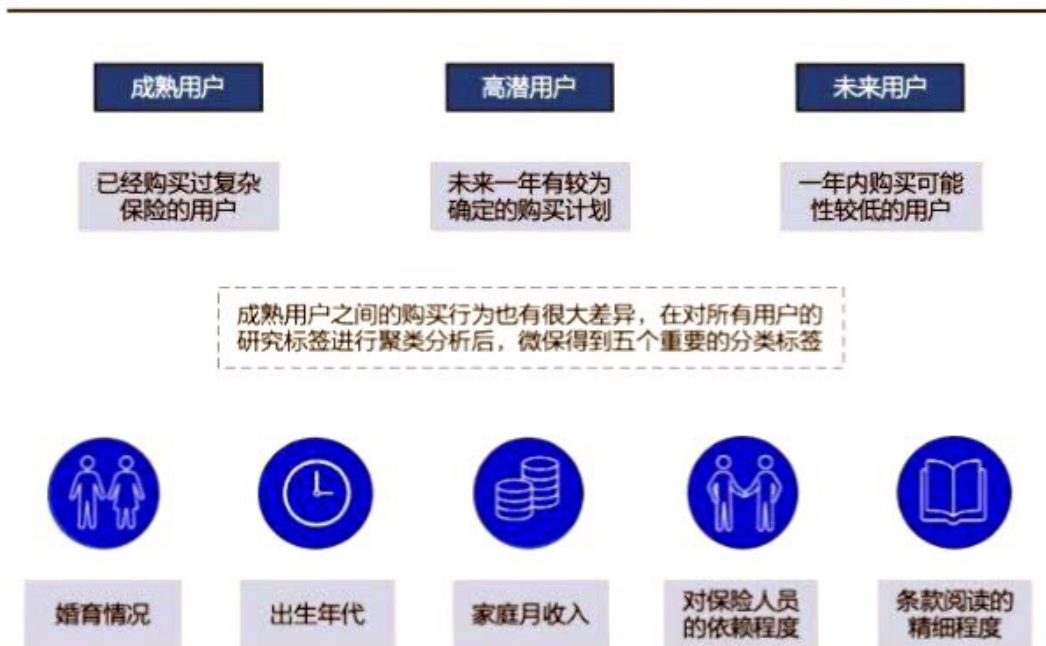 成熟用户
高潜用户
未来用户
已经购买过复杂
保险的用户
未来一年有较为
确定的购买计划
一年内购买可能
性较低的用户
成熟用户之间的购买行为也有很大差异，在对所有用户的
研究标签进行聚类分析后，微保得到五个重要的分类标签
婚育情况
出生年代
家庭月收入
对保险人员
的依赖程度
条款阅读的
精细程度